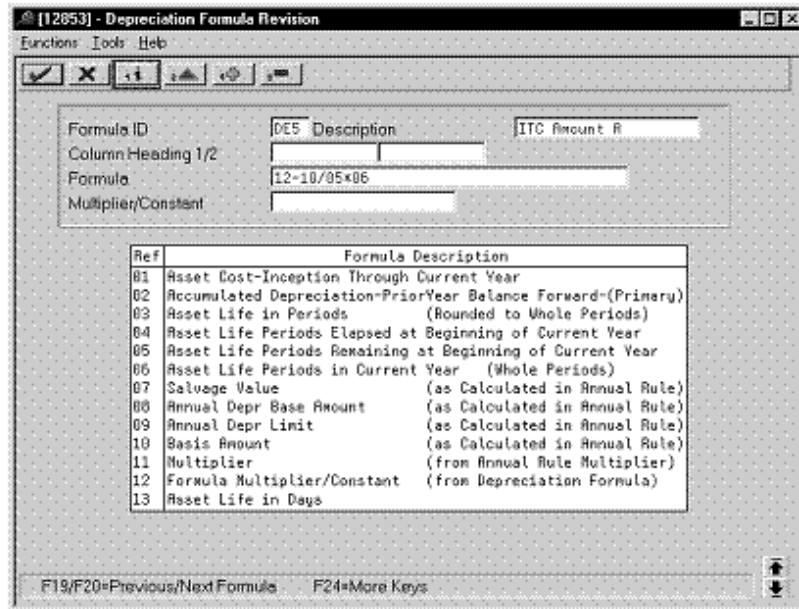 [12853] - Depreciation Formula Revision
Functions Tools Help
Formula ID DE5 Description ITC Amount A
Column Heading 1/2
Formula 12-10/05*06
Multiplier/Constant
Ref Formula Description
01 Asset Cost-Inception Through Current Year
02 Accumulated Depreciation-PriorYear Balance Forward-(Primary)
03 Asset Life in Periods (Rounded to Whole Periods)
04 Asset Life Periods Elapsed at Beginning of Current Year
05 Asset Life Periods Remaining at Beginning of Current Year
06 Asset Life Periods in Current Year (Whole Periods)
07 Salvage Value (as Calculated in Annual Rule)
08 Annual Depr Base Amount (as Calculated in Annual Rule)
09 Annual Depr Limit (as Calculated in Annual Rule)
10 Basis Amount (as Calculated in Annual Rule)
11 Multiplier (from Annual Rule Multiplier)
12 Formula Multiplier/Constant (from Depreciation Formula)
13 Asset Life in Days
F19/F20=Previous/Next Formula F24=More Keys